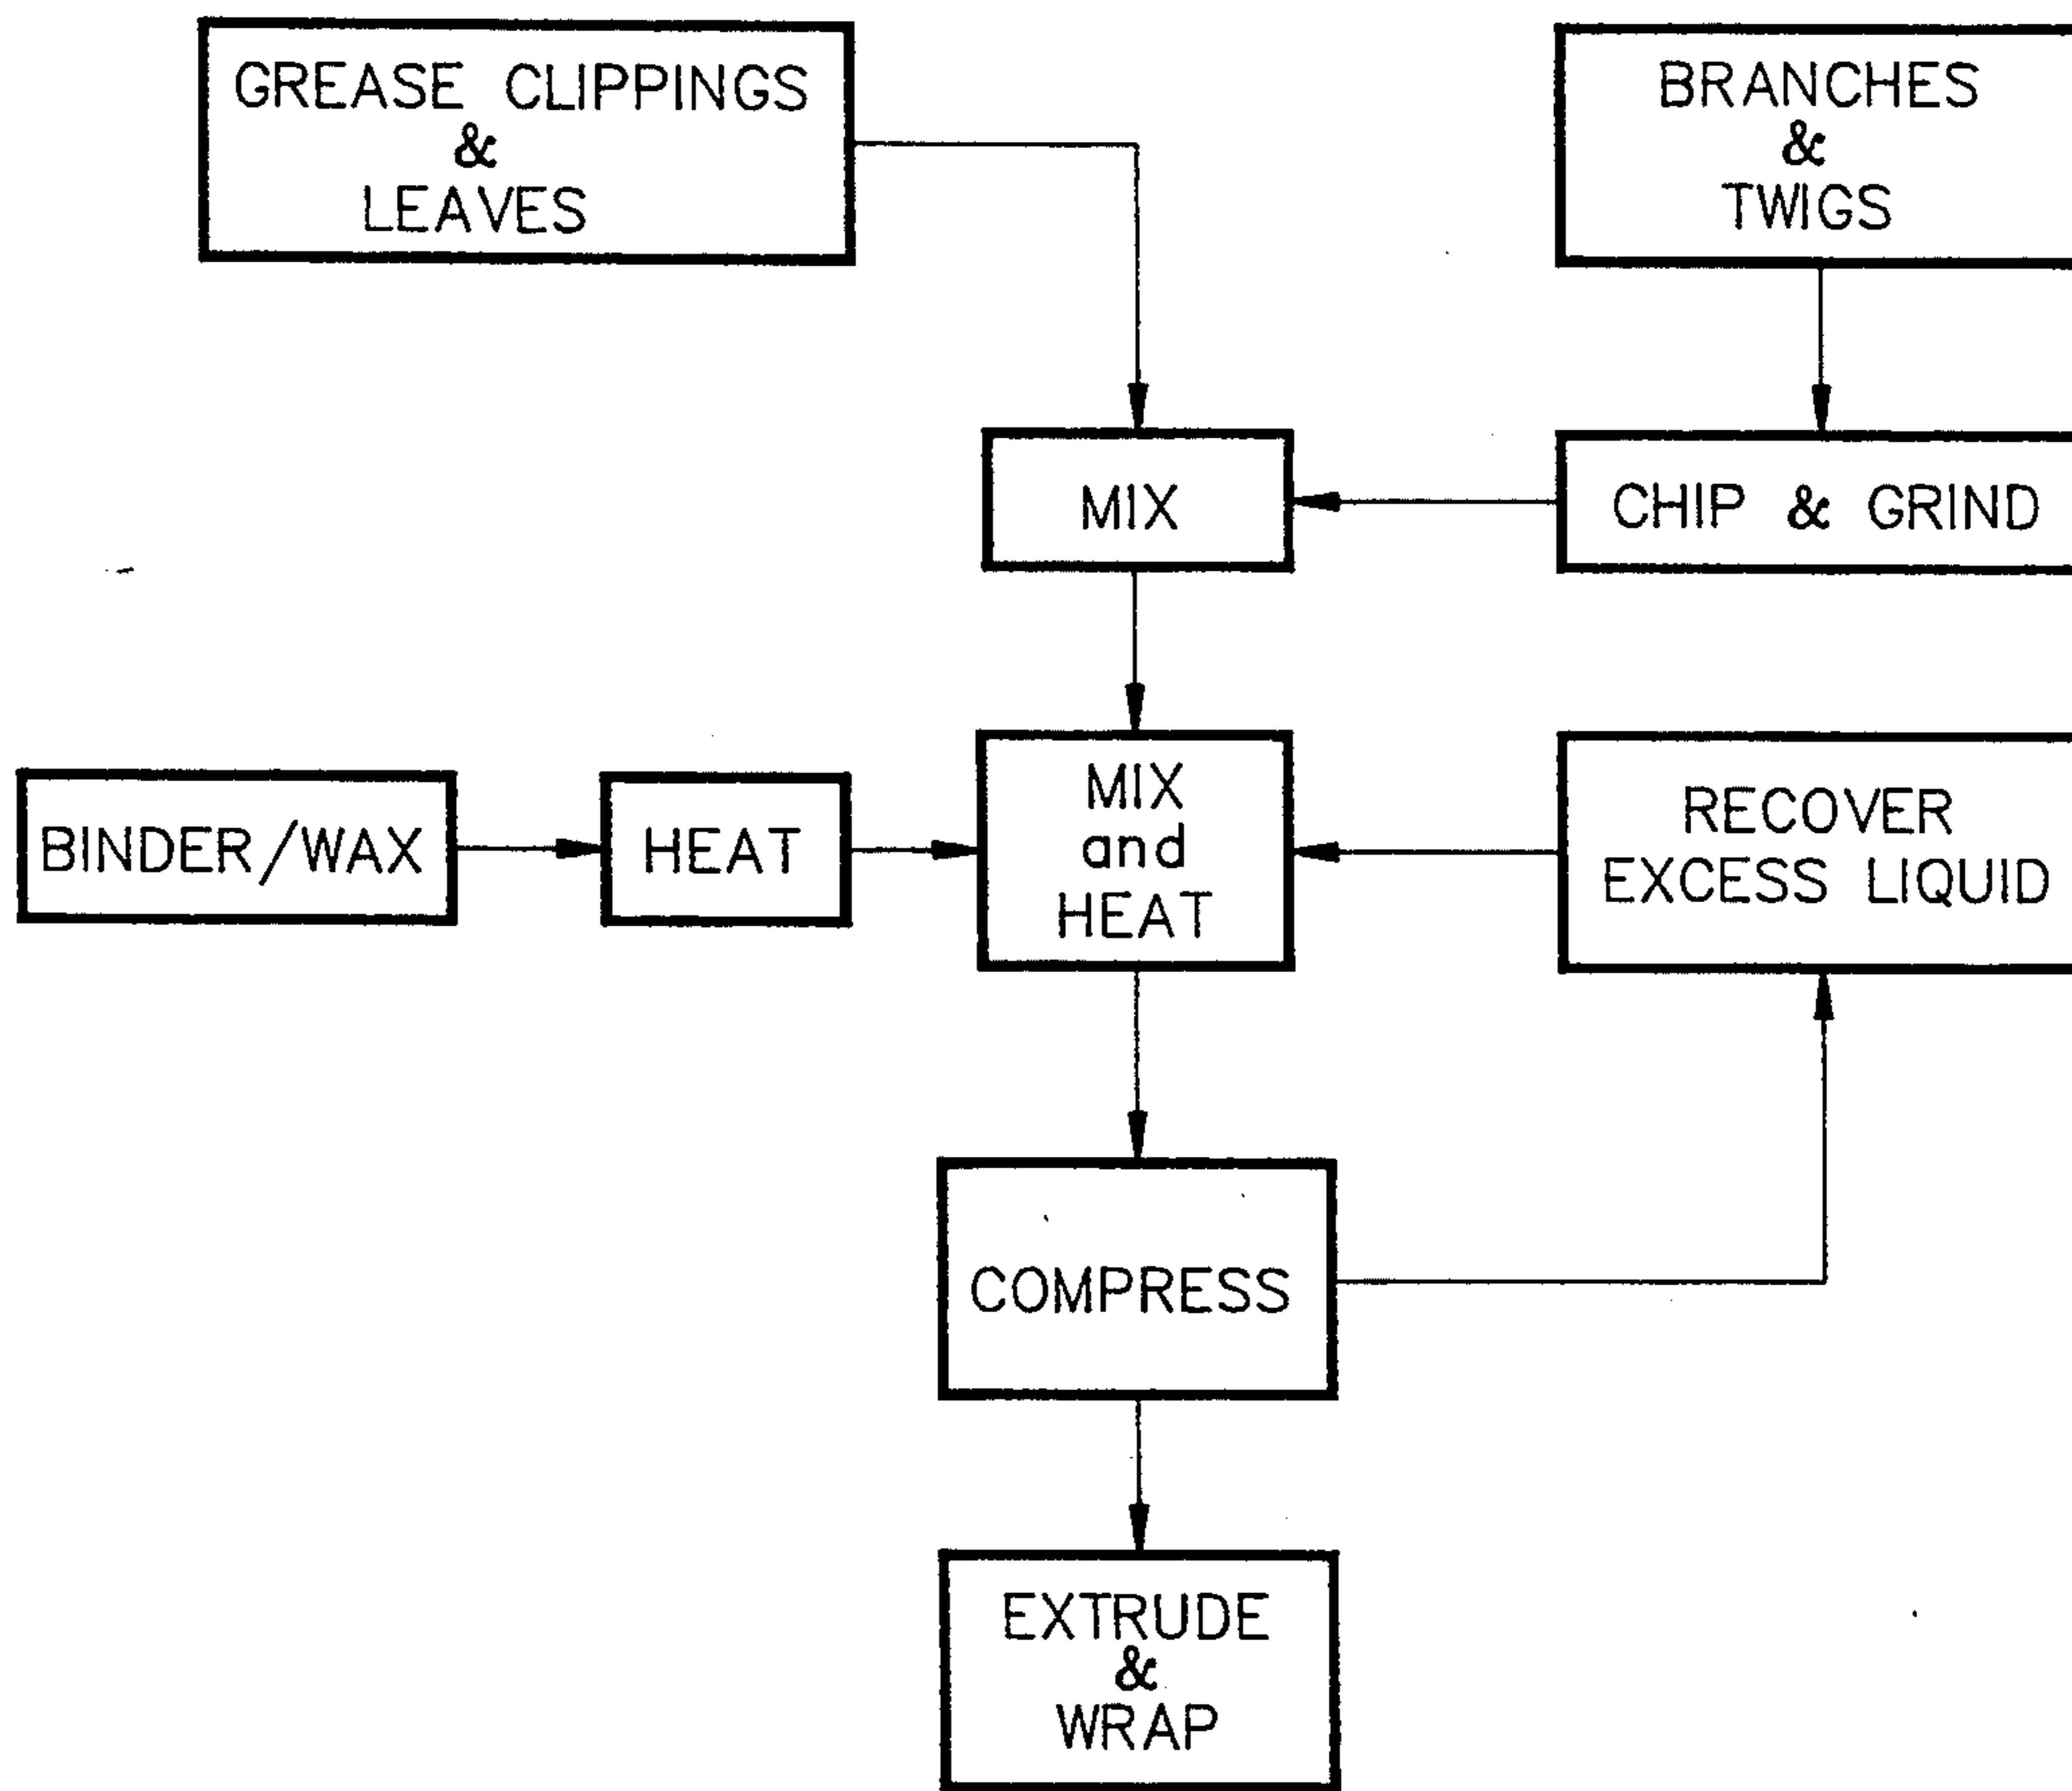 GREASE CLIPPINGS
&
LEAVES
BRANCHES
&
TWIGS
MIX
CHIP & GRIND
BINDER/WAX
HEAT
MIX
and
HEAT
RECOVER
EXCESS LIQUID
COMPRESS
EXTRUDE
&
WRAP